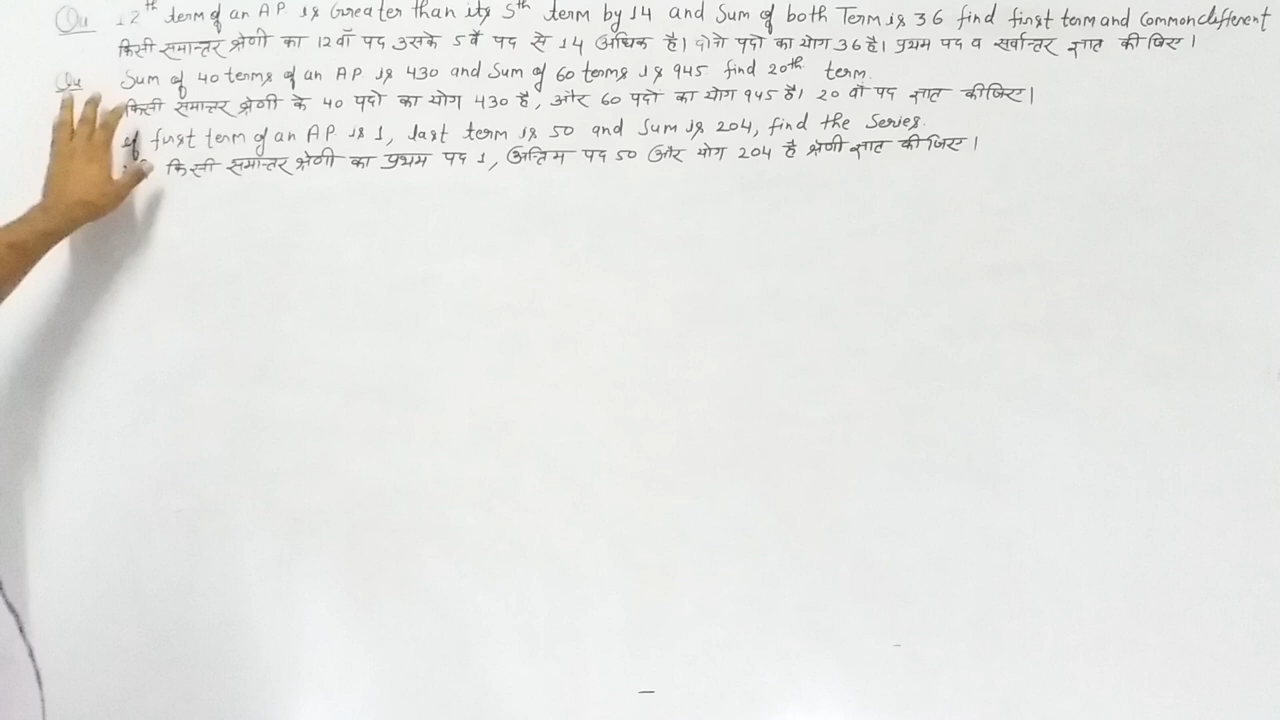 Qu 12th term of an A.P. is Greater than its 5th term by 14 and Sum of both Term is 36 find first term and Common different
किसी समान्तर श्रेणी का 12वाँ पद उसके 5वें पद से 14 अधिक है। दोनो पदो का योग 36 है। प्रथम पद व सर्वान्तर ज्ञात कीजिए।
Qu Sum of 40 terms of an A.P. is 430 and Sum of 60 terms is 945 find 20th term.
किसी समान्तर श्रेणी के 40 पदो का योग 430 है, और 60 पदों का योग 945 है। 20 वाँ पद ज्ञात कीजिए।
if first term of an A.P. is 1, last term is 50 and Sum is 204, find the Series.
किसी समान्तर श्रेणी का प्रथम पद 1, अन्तिम पद 50 और योग 204 है श्रेणी ज्ञात कीजिए।